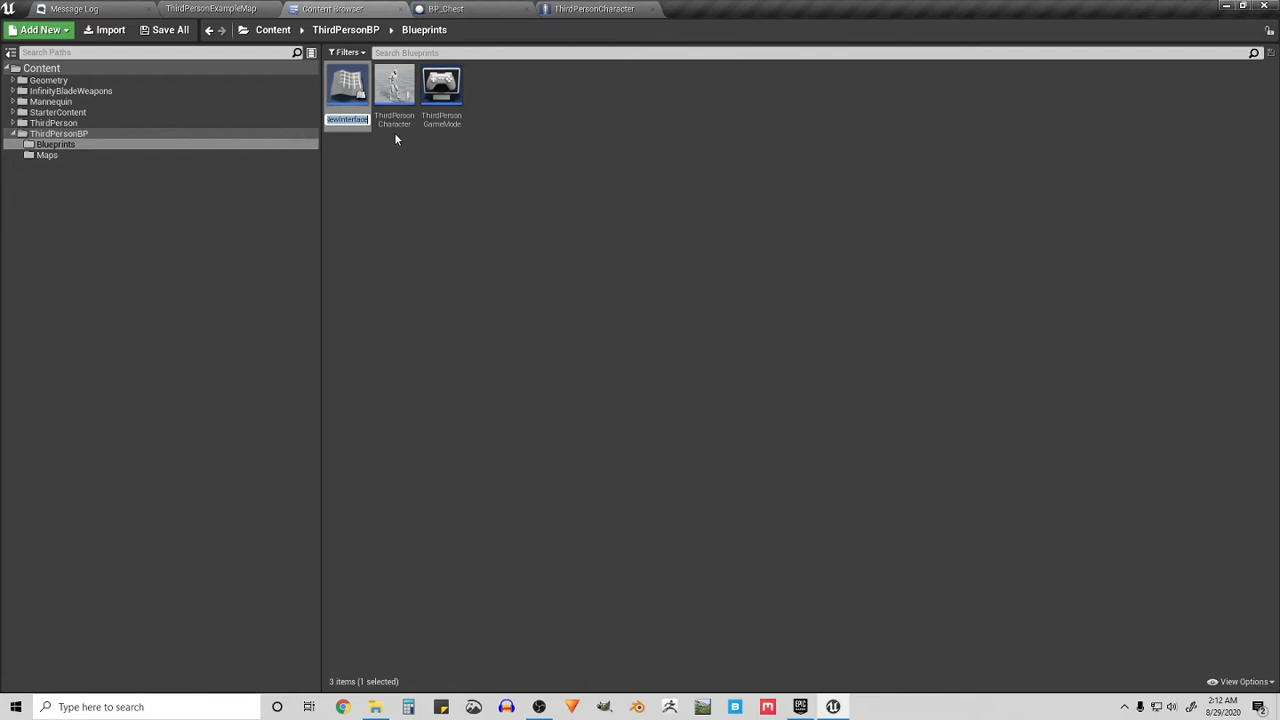 Message Log
ThirdPersonExampleMap
Content Browser
BP_Chest
ThirdPersonCharacter
Add New
Import
Save All
Content
ThirdPersonBP
Blueprints
Search Paths
Filters
Search Blueprints
Content
Geometry
InfinityBladeWeapons
Mannequin
StarterContent
ThirdPerson
ThirdPersonBP
Blueprints
Maps
ewInterface
ThirdPerson
Character
ThirdPerson
GameMode
3 items (1 selected)
View Options
Type here to search
2:12 AM
8/29/2020